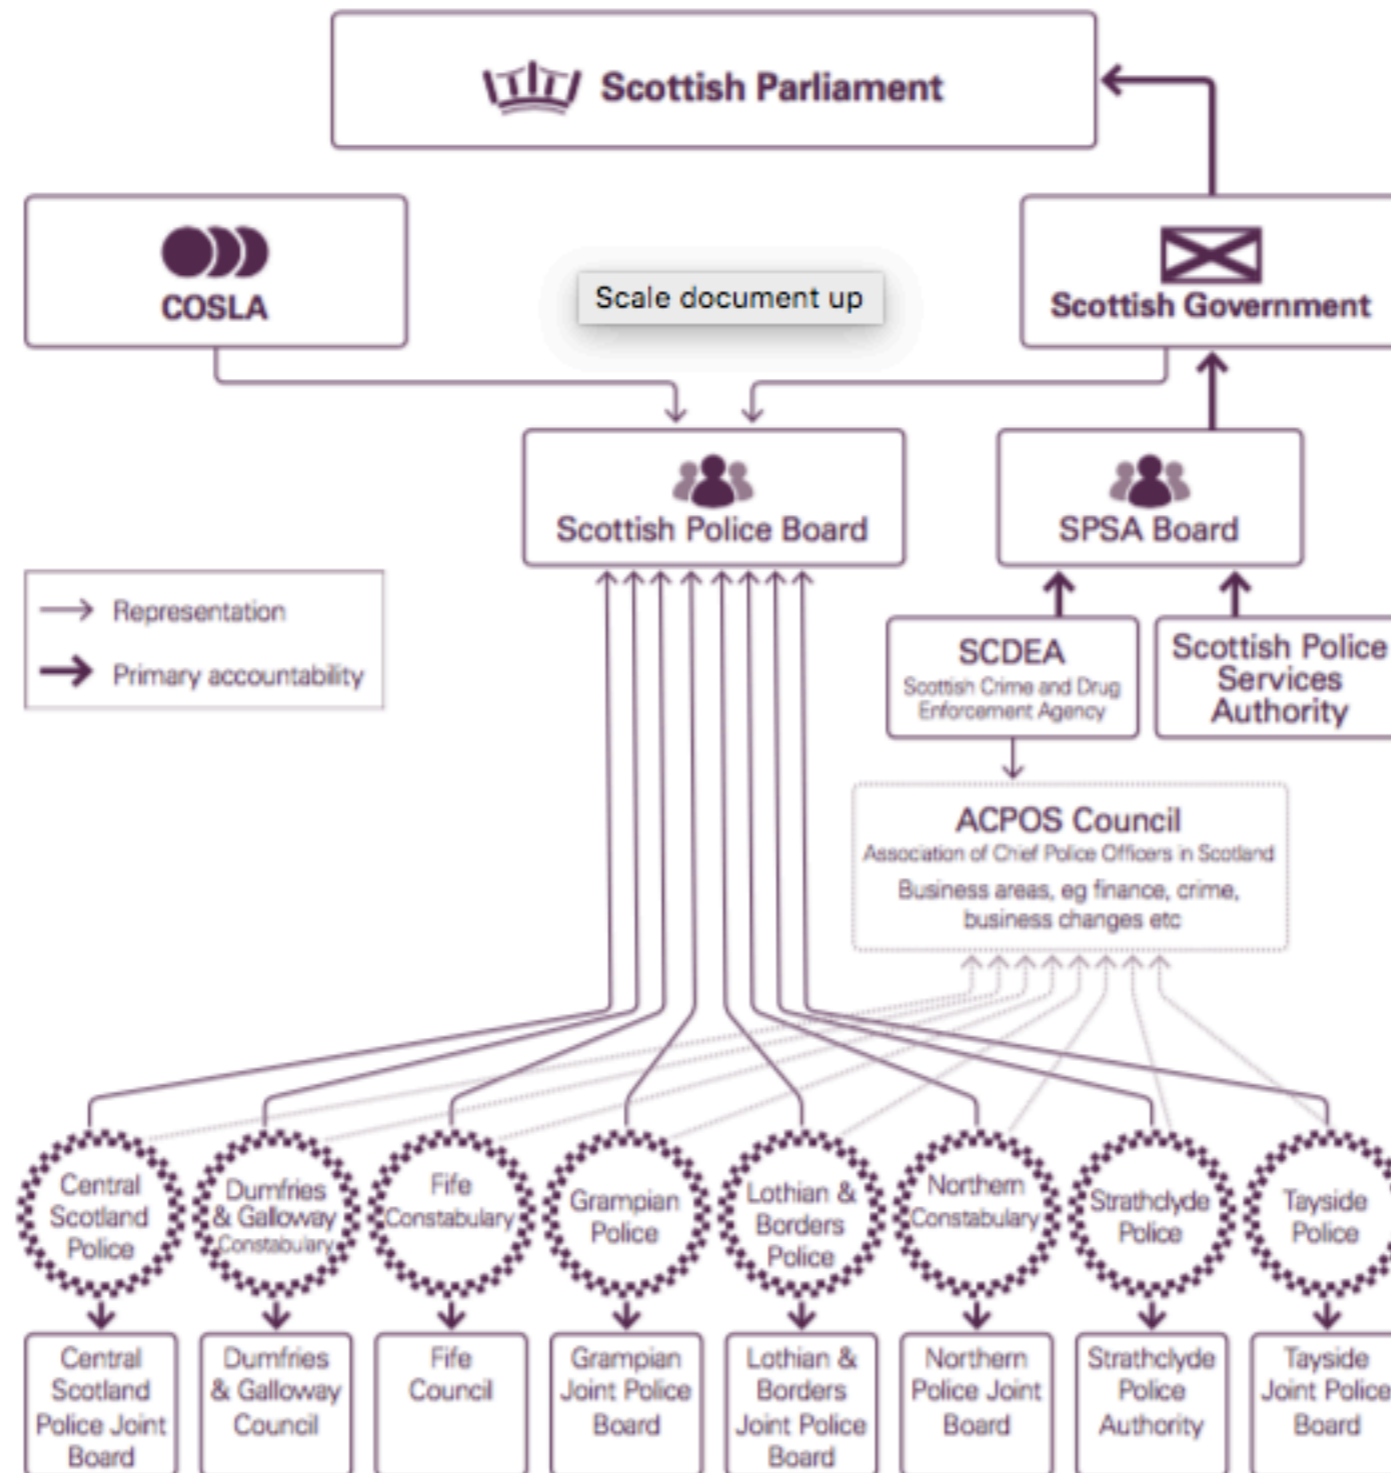 Scottish Parliament
COSLA
Scale document up
Scottish Government
Scottish Police Board
SPSA Board
Representation
Primary accountability
SCDEA
Scottish Crime and Drug
Enforcement Agency
Scottish Police
Services
Authority
ACPOS Council
Association of Chief Police Officers in Scotland
Business areas, eg finance, crime,
business changes etc
Central
Scotland
Police
Dumfries
& Galloway
Constabulary
Fife
Constabulary
Grampian
Police
Lothian &
Borders
Police
Northern
Constabulary
Strathclyde
Police
Tayside
Police
Central
Scotland
Police Joint
Board
Dumfries
& Galloway
Council
Fife
Council
Grampian
Joint Police
Board
Lothian &
Borders
Joint Police
Board
Northern
Police Joint
Board
Strathclyde
Police
Authority
Tayside
Joint Police
Board